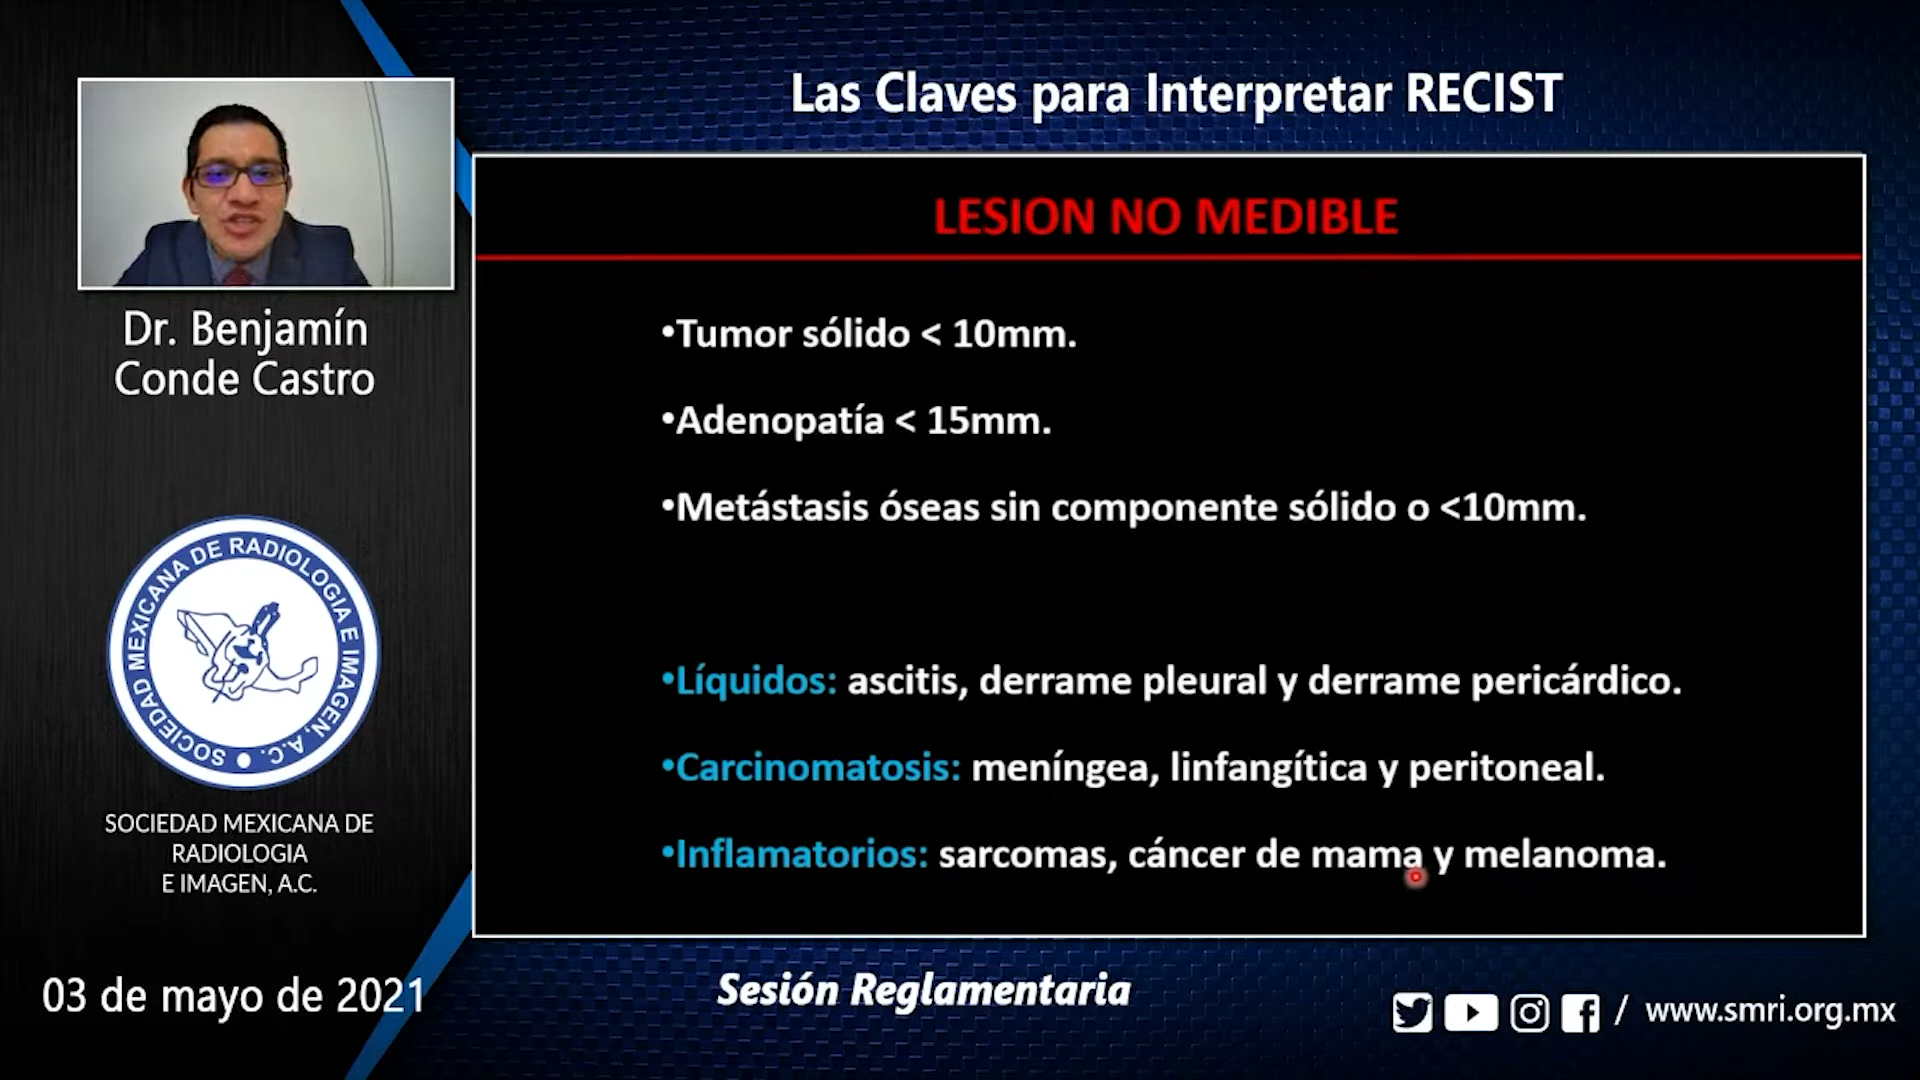 Las Claves para Interpretar RECIST
Dr. Benjamín
Conde Castro
LESION NO MEDIBLE
•Tumor sólido < 10mm.
•Adenopatía < 15mm.
•Metástasis óseas sin componente sólido o <10mm.
•Líquidos: ascitis, derrame pleural y derrame pericárdico.
•Carcinomatosis: meníngea, linfangítica y peritoneal.
•Inflamatorios: sarcomas, cáncer de mama y melanoma.
SOCIEDAD MEXICANA DE RADIOLOGIA E IMAGEN, A.C.
SOCIEDAD MEXICANA DE
RADIOLOGIA
E IMAGEN, A.C.
03 de mayo de 2021
Sesión Reglamentaria
/ www.smri.org.mx